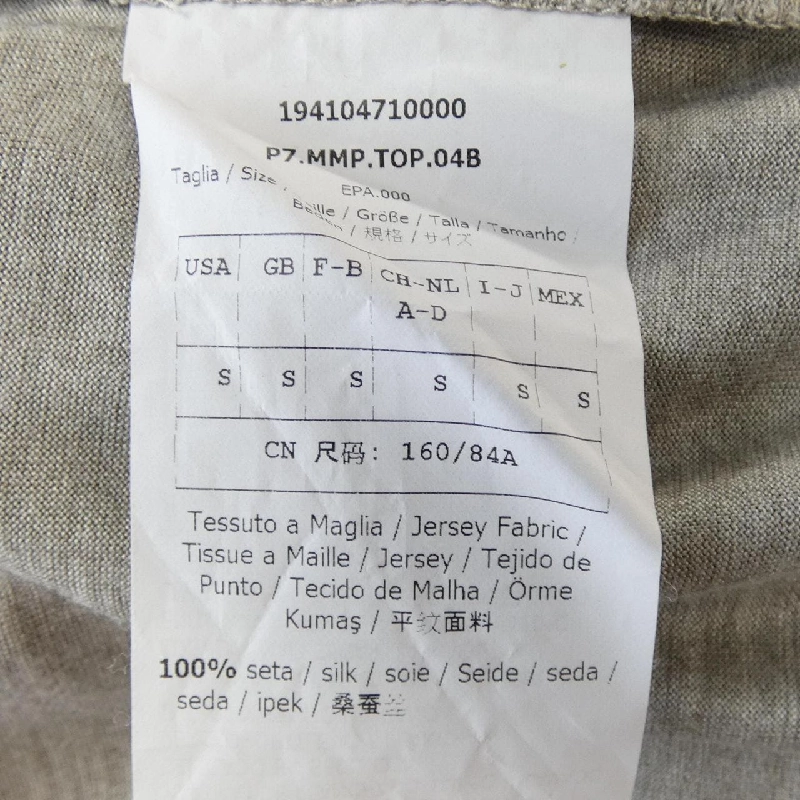 194104710000
PZ.MMP.TOP.04B
EPA.000
Taglia / Size / Taille / Größe / Talla / Tamanho /
/ 規格 / サイズ
USA GB F-B CH-NL A-D I-J MEX
S S S S S S
CN 尺码: 160/84A
Tessuto a Maglia / Jersey Fabric /
Tissue a Maille / Jersey / Tejido de
Punto / Tecido de Malha / Örme
Kumaş / 平纹面料
100% seta / silk / soie / Seide / seda /
seda / ipek / 桑蚕